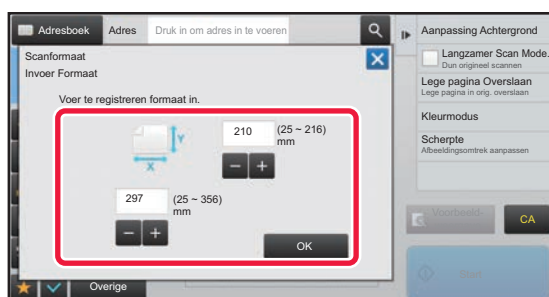 Adresboek
Adres
Druk in om adres in te voeren
Scanformaat
Invoer Formaat
Voer te registreren formaat in.
Y
X
210
(25 ~ 216)
mm
297
(25 ~ 356)
mm
OK
Overige
Aanpassing Achtergrond
Langzamer Scan Mode.
Dun origineel scannen
Lege pagina Overslaan
Lege pagina in orig. overslaan
Kleurmodus
Scherpte
Afbeeldingsomtrek aanpassen
Voorbeeld-
CA
Start